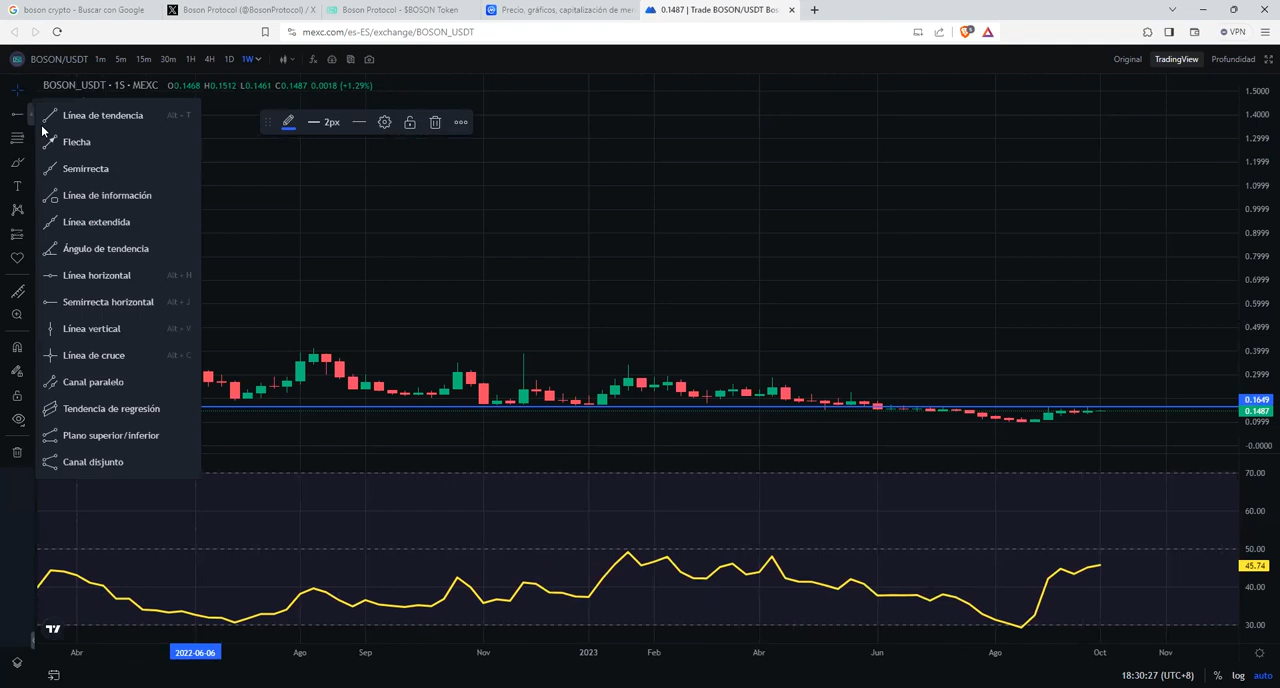 boson crypto - Buscar con Google
Boson Protocol (@BosonProtocol) / X
Boson Protocol - $BOSON Token
Precio, gráficos, capitalización de mer
0.1487 | Trade BOSON/USDT Bos
mexc.com/es-ES/exchange/BOSON_USDT
VPN
BOSON/USDT 1m 5m 15m 30m 1H 4H 1D 1W
Original TradingView Profundidad
BOSON_USDT · 1S · MEXC O0.1468 H0.1512 L0.1461 C0.1487 0.0018 (+1.29%)
Línea de tendencia Alt + T
Flecha
Semirrecta
Línea de información
Línea extendida
Ángulo de tendencia
Línea horizontal Alt + H
Semirrecta horizontal Alt + J
Línea vertical Alt + V
Línea de cruce Alt + C
Canal paralelo
Tendencia de regresión
Plano superior/inferior
Canal disjunto
2px
1.5000
1.4000
1.2999
1.1999
1.0999
0.9999
0.8999
0.7999
0.6999
0.5999
0.4999
0.3999
0.2999
0.1649
0.1487
0.0999
-0.0000
70.00
60.00
50.00
45.74
40.00
30.00
Abr 2022-06-06 Ago Sep Nov 2023 Feb Abr Jun Ago Oct Nov
18:30:27 (UTC+8) % log auto